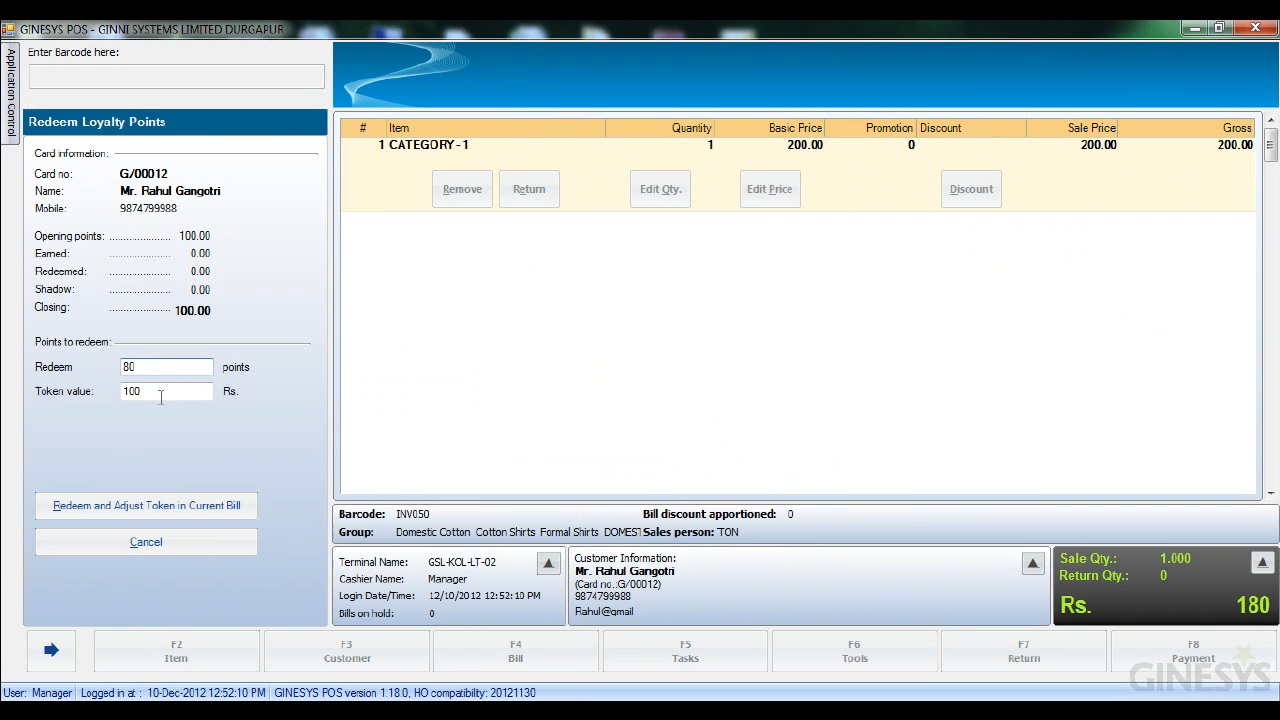 GINESYS POS - GINNI SYSTEMS LIMITED DURGAPUR
Application Control
Enter Barcode here:
Redeem Loyalty Points
Card information:
Card no: G/00012
Name: Mr. Rahul Gangotri
Mobile: 9874799988
Opening points: ..................... 100.00
Earned: ..................... 0.00
Redeemed: ..................... 0.00
Shadow: ..................... 0.00
Closing: ..................... 100.00
Points to redeem:
Redeem 80 points
Token value: 100 Rs.
Redeem and Adjust Token in Current Bill
Cancel
# Item Quantity Basic Price Promotion Discount Sale Price Gross
1 CATEGORY-1 1 200.00 0 200.00 200.00
Remove Return Edit Qty. Edit Price Discount
Barcode: INV050 Bill discount apportioned: 0
Group: Domestic Cotton Cotton Shirts Formal Shirts DOMEST Sales person: TON
Terminal Name: GSL-KOL-LT-02
Cashier Name: Manager
Login Date/Time: 12/10/2012 12:52:10 PM
Bills on hold: 0
Customer Information:
Mr. Rahul Gangotri
(Card no.:G/00012)
9874799988
Rahul@gmail
Sale Qty.: 1.000
Return Qty.: 0
Rs. 180
F2 Item
F3 Customer
F4 Bill
F5 Tasks
F6 Tools
F7 Return
F8 Payment
GINESYS
User: Manager Logged in at : 10-Dec-2012 12:52:10 PM GINESYS POS version 1.18.0, HO compatibility: 20121130